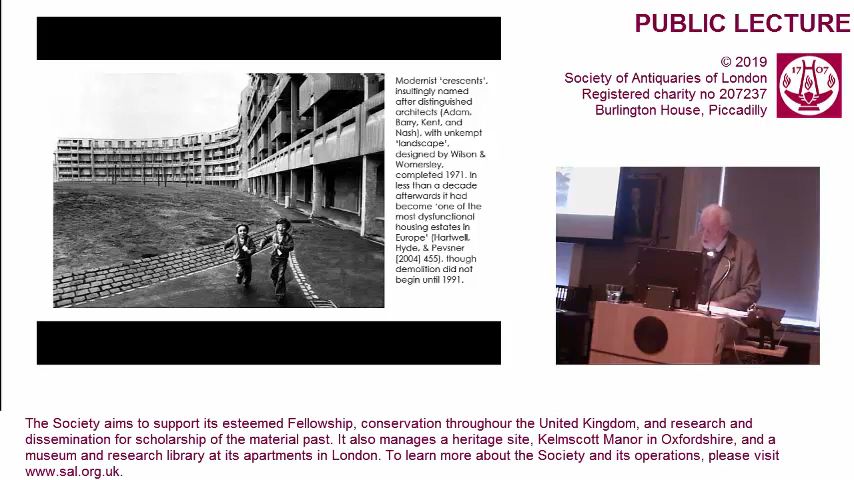 PUBLIC LECTURE
© 2019
Society of Antiquaries of London
Registered charity no 207237
Burlington House, Piccadilly
17 07
Modernist 'crescents',
insultingly named
after distinguished
architects (Adam,
Barry, Kent, and
Nash), with unkempt
'landscape',
designed by Wilson &
Womersley,
completed 1971. In
less than a decade
afterwards it had
become 'one of the
most dysfunctional
housing estates in
Europe' (Hartwell,
Hyde, & Pevsner
[2004] 455), though
demolition did not
begin until 1991.
The Society aims to support its esteemed Fellowship, conservation throughour the United Kingdom, and research and
dissemination for scholarship of the material past. It also manages a heritage site, Kelmscott Manor in Oxfordshire, and a
museum and research library at its apartments in London. To learn more about the Society and its operations, please visit
www.sal.org.uk.